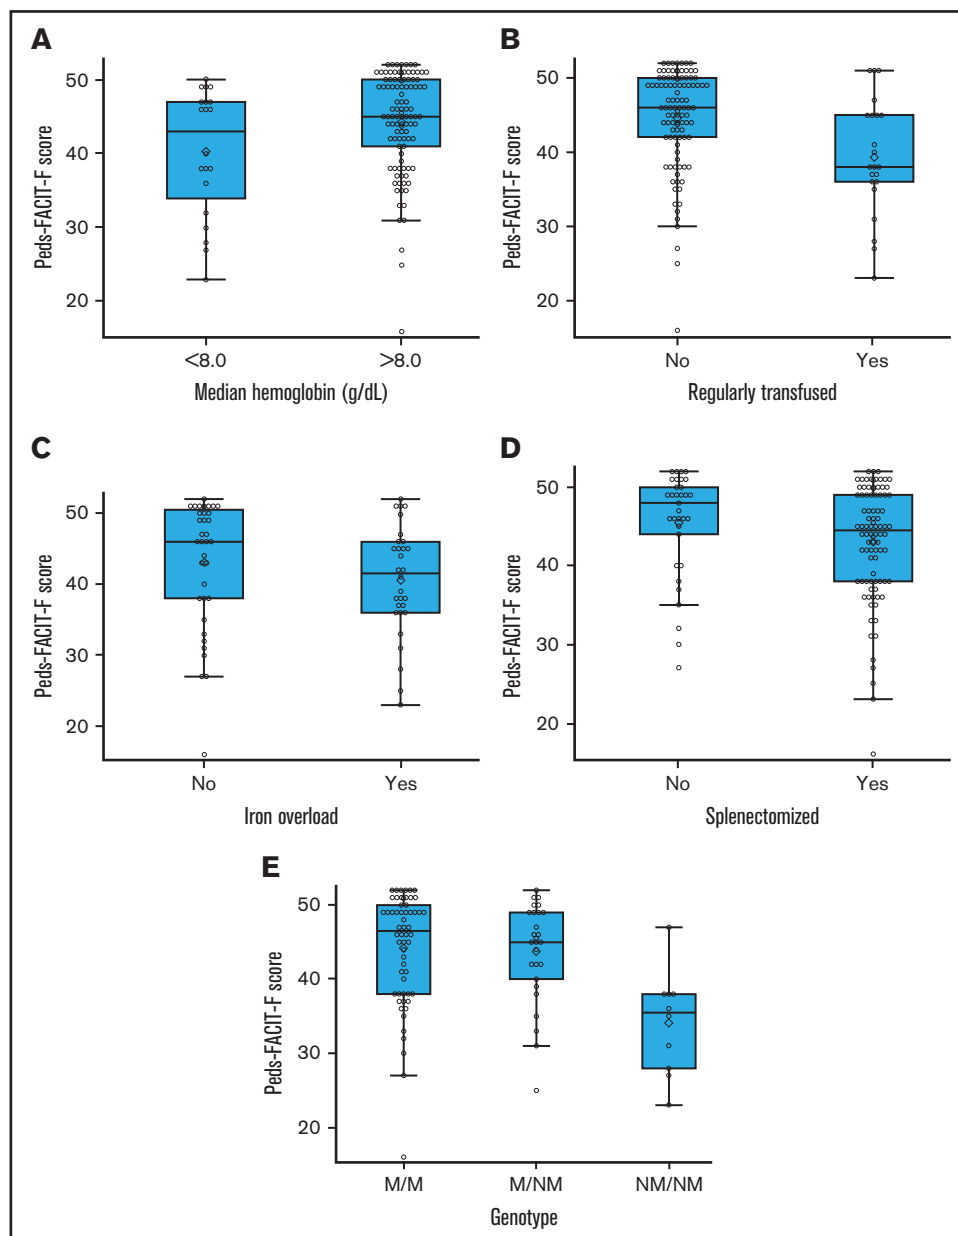 A
Peds-FACIT-F score
50
40
30
20
<8.0
>8.0
Median hemoglobin (g/dL)
B
Peds-FACIT-F score
50
40
30
20
No
Yes
Regularly transfused
C
Peds-FACIT-F score
50
40
30
20
No
Yes
Iron overload
D
Peds-FACIT-F score
50
40
30
20
No
Yes
Splenectomized
E
Peds-FACIT-F score
50
40
30
20
M/M
M/NM
NM/NM
Genotype